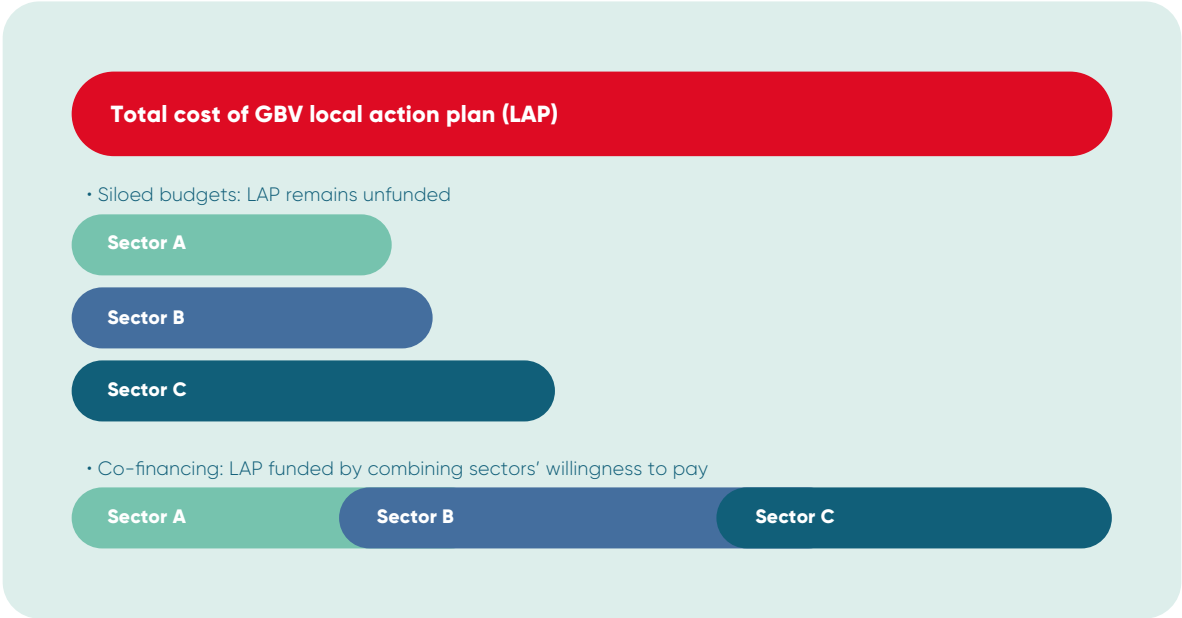 Total cost of GBV local action plan (LAP)
• Siloed budgets: LAP remains unfunded
Sector A
Sector B
Sector C
• Co-financing: LAP funded by combining sectors’ willingness to pay
Sector A
Sector B
Sector C